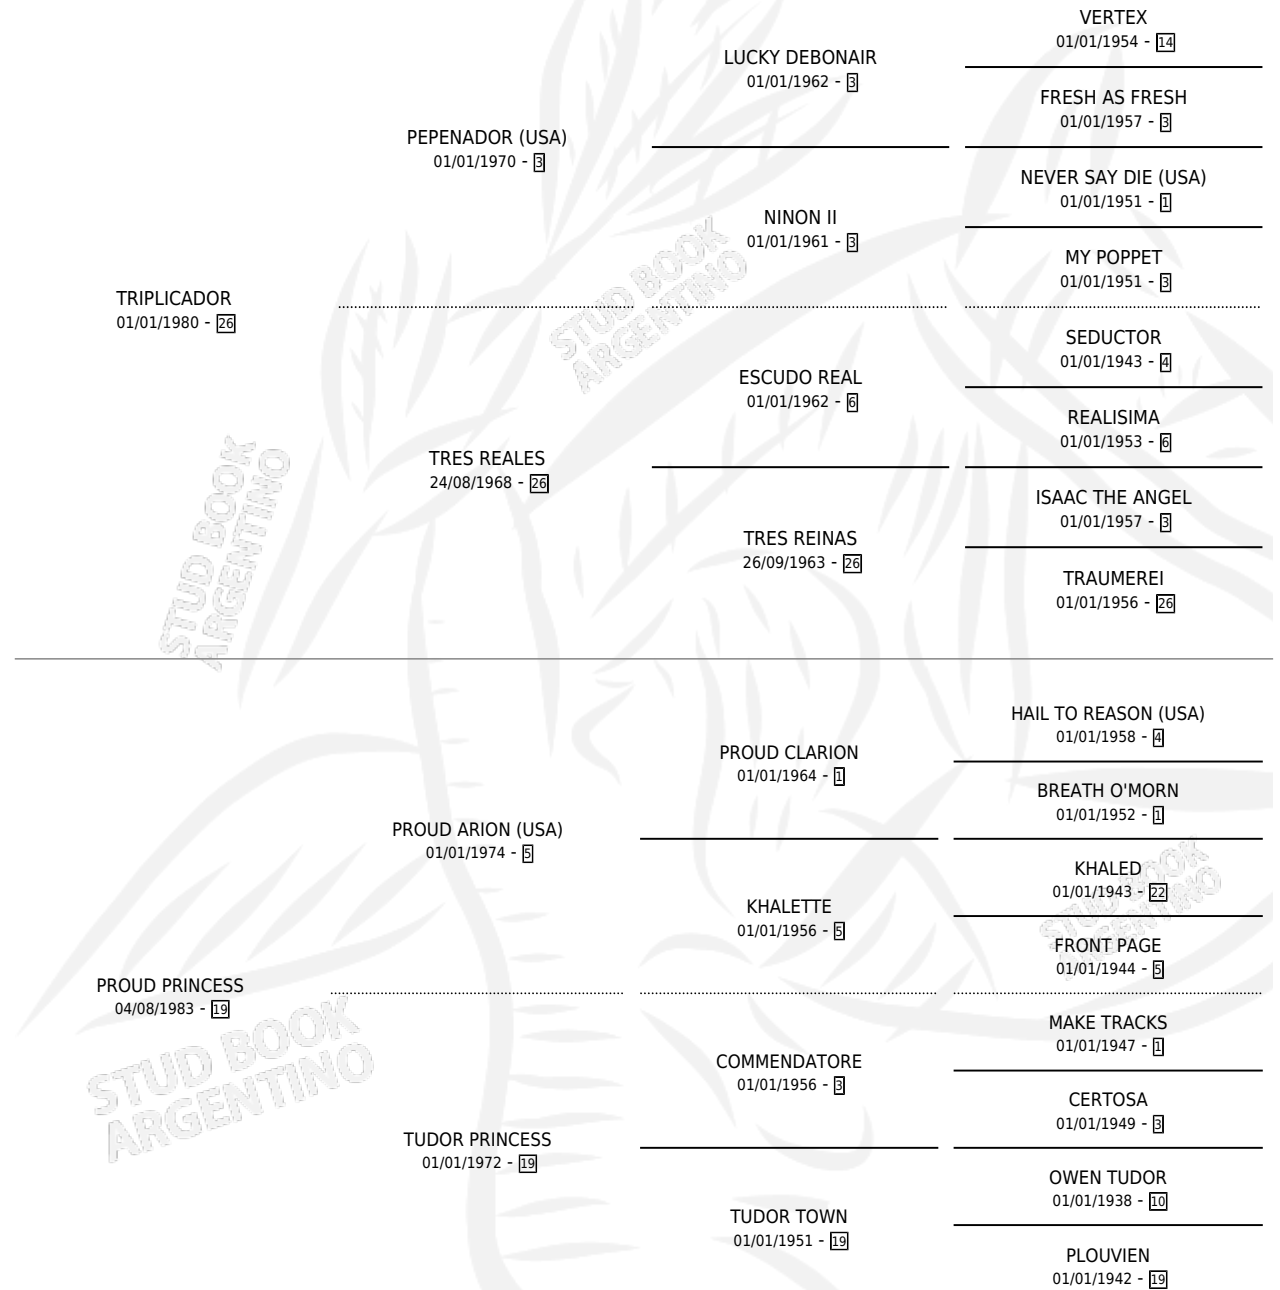 VERTEX
01/01/1954 - 14
LUCKY DEBONAIR
01/01/1962 - 3
FRESH AS FRESH
01/01/1957 - 3
PEPENADOR (USA)
01/01/1970 - 3
NEVER SAY DIE (USA)
01/01/1951 - 1
NINON II
01/01/1961 - 3
MY POPPET
01/01/1951 - 3
TRIPLICADOR
01/01/1980 - 26
STUD BOOK
ARGENTINO
SEDUCTOR
01/01/1943 - 4
ESCUDO REAL
01/01/1962 - 6
REALISIMA
01/01/1953 - 6
TRES REALES
24/08/1968 - 26
ISAAC THE ANGEL
01/01/1957 - 3
TRES REINAS
26/09/1963 - 26
TRAUMEREI
01/01/1956 - 26
STUD BOOK
ARGENTINO
HAIL TO REASON (USA)
01/01/1958 - 4
PROUD CLARION
01/01/1964 - 1
BREATH O'MORN
01/01/1952 - 1
PROUD ARION (USA)
01/01/1974 - 5
KHALED
01/01/1943 - 22
KHALETTE
01/01/1956 - 5
STUD BOOK
ARGENTINO
FRONT PAGE
01/01/1944 - 5
PROUD PRINCESS
04/08/1983 - 19
MAKE TRACKS
01/01/1947 - 1
COMMENDATORE
01/01/1956 - 3
STUD BOOK
ARGENTINO
CERTOSA
01/01/1949 - 3
TUDOR PRINCESS
01/01/1972 - 19
OWEN TUDOR
01/01/1938 - 10
TUDOR TOWN
01/01/1951 - 19
PLOUVIEN
01/01/1942 - 19